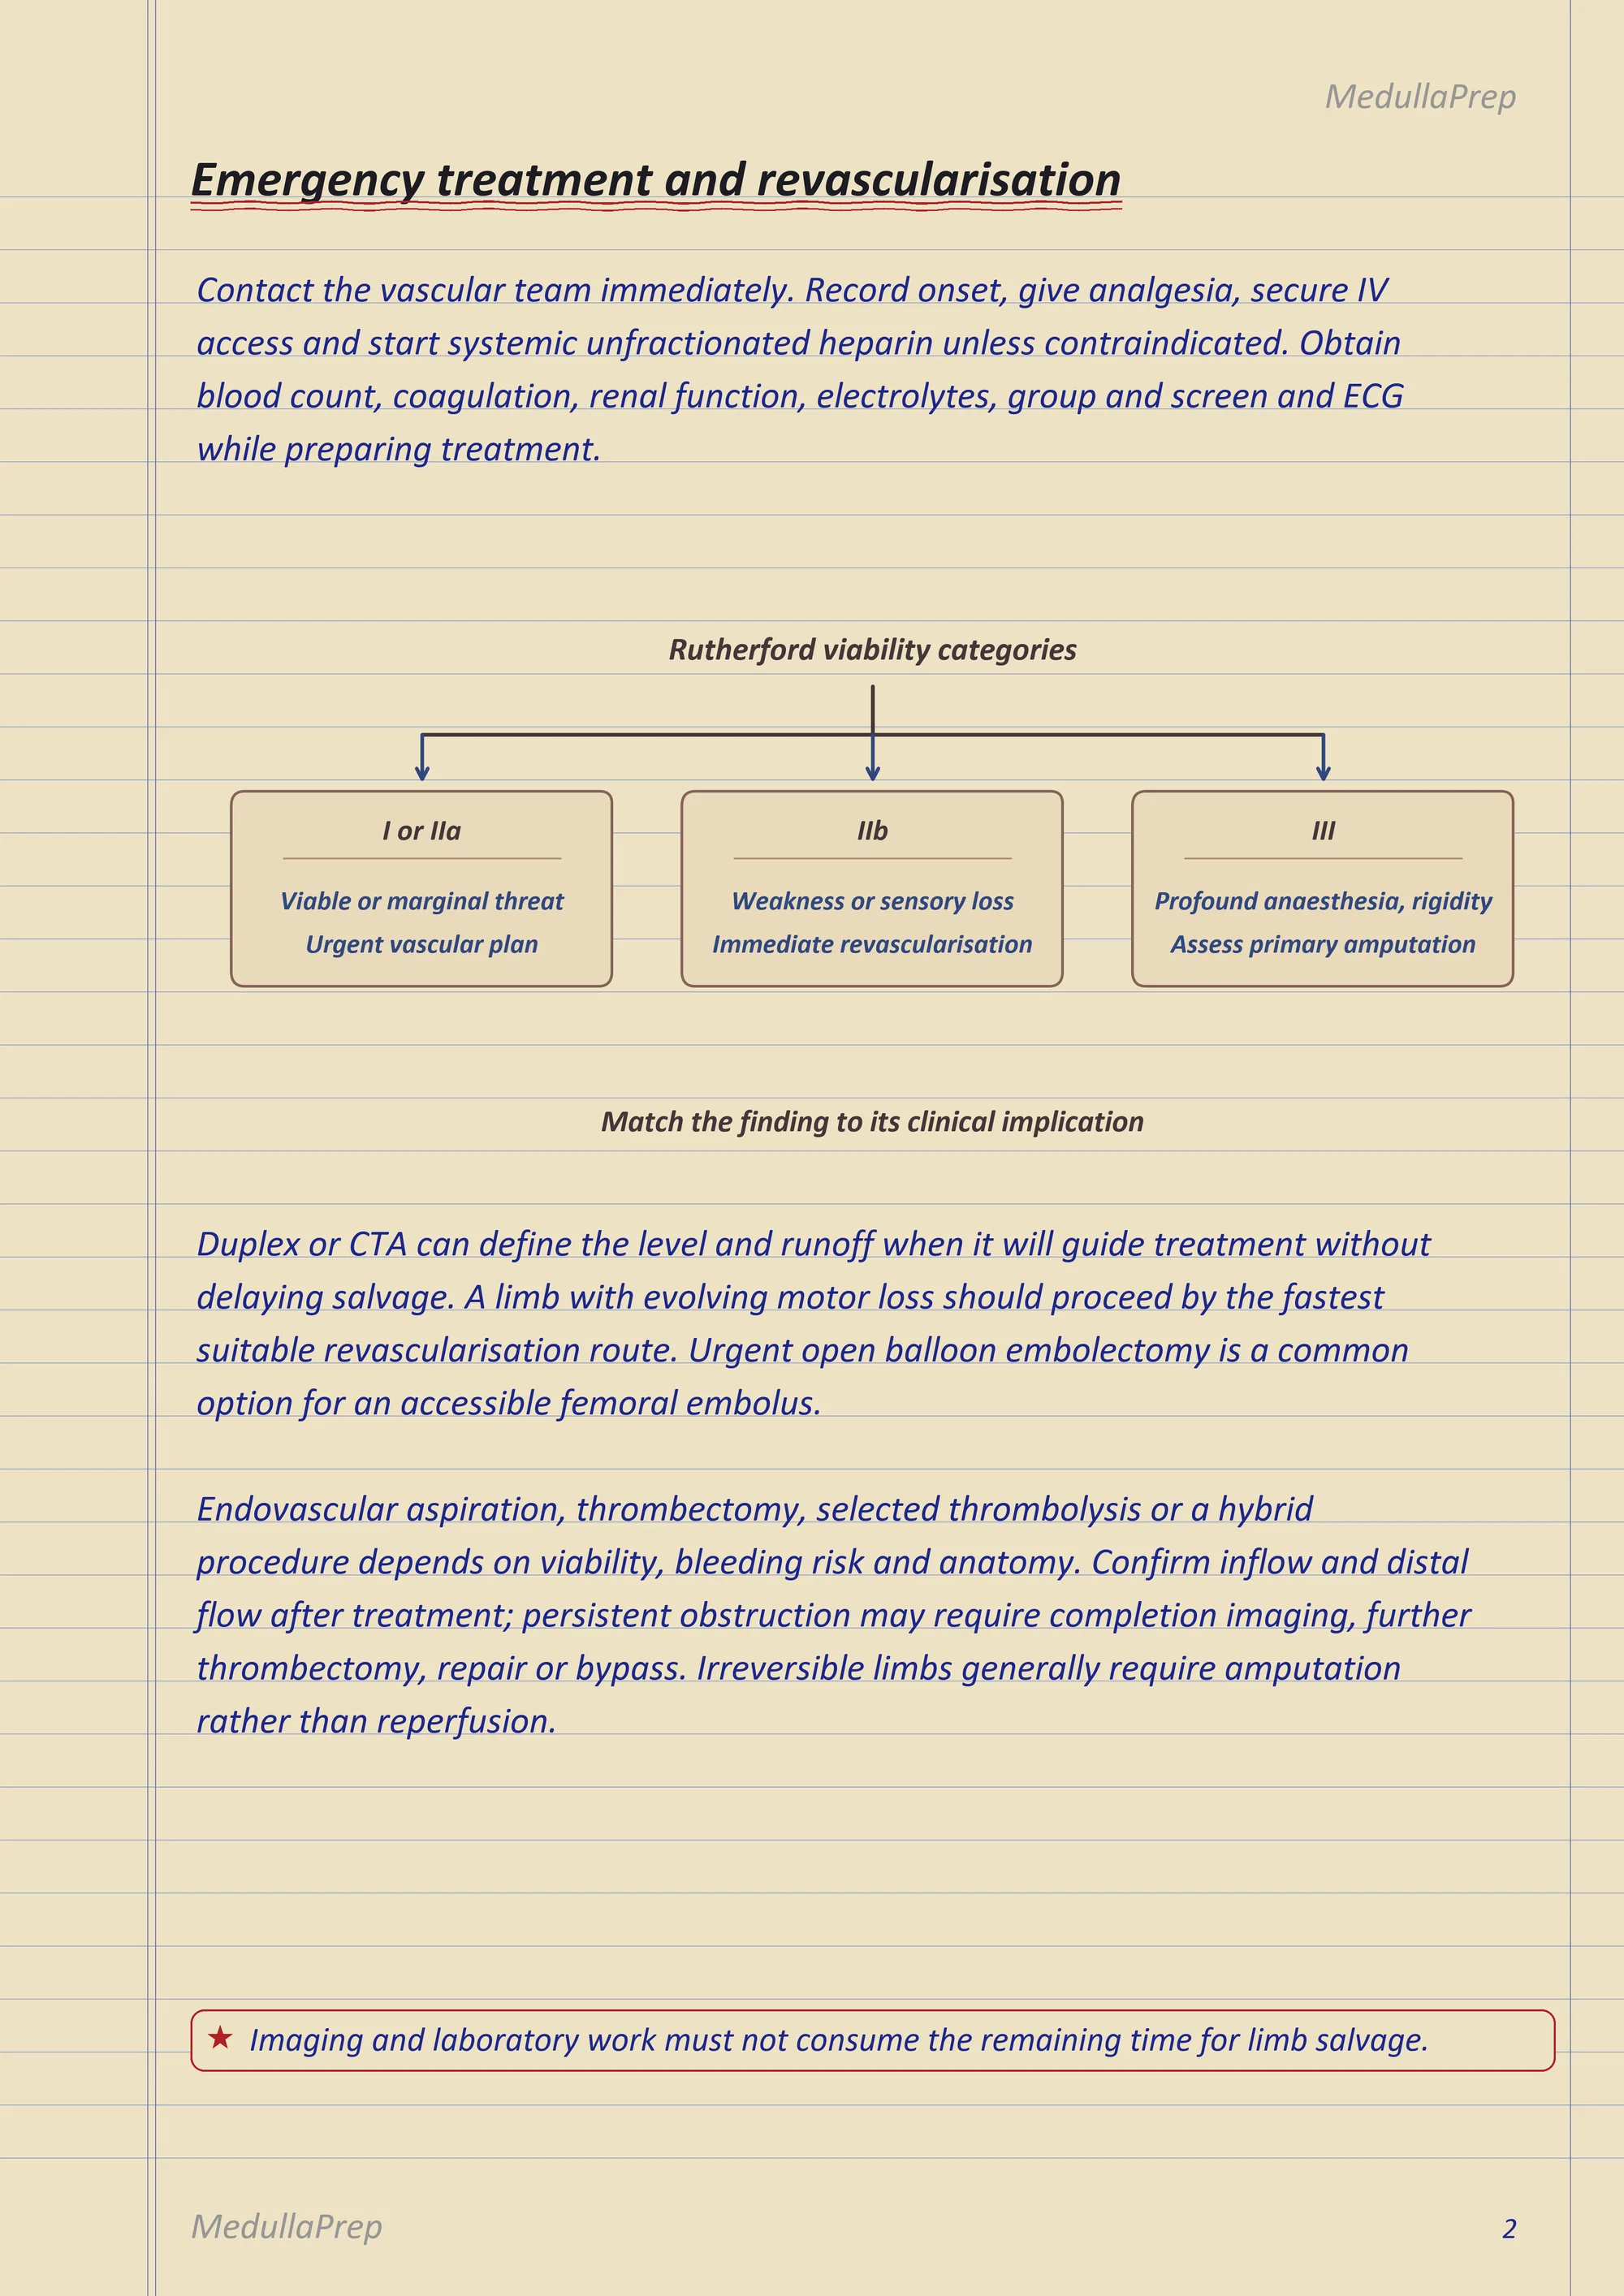 MedullaPrep
Emergency treatment and revascularisation
Contact the vascular team immediately. Record onset, give analgesia, secure IV
access and start systemic unfractionated heparin unless contraindicated. Obtain
blood count, coagulation, renal function, electrolytes, group and screen and ECG
while preparing treatment.
Rutherford viability categories
I or IIa
Viable or marginal threat
Urgent vascular plan
IIb
Weakness or sensory loss
Immediate revascularisation
III
Profound anaesthesia, rigidity
Assess primary amputation
Match the finding to its clinical implication
Duplex or CTA can define the level and runoff when it will guide treatment without
delaying salvage. A limb with evolving motor loss should proceed by the fastest
suitable revascularisation route. Urgent open balloon embolectomy is a common
option for an accessible femoral embolus.
Endovascular aspiration, thrombectomy, selected thrombolysis or a hybrid
procedure depends on viability, bleeding risk and anatomy. Confirm inflow and distal
flow after treatment; persistent obstruction may require completion imaging, further
thrombectomy, repair or bypass. Irreversible limbs generally require amputation
rather than reperfusion.
★ Imaging and laboratory work must not consume the remaining time for limb salvage.
MedullaPrep
2